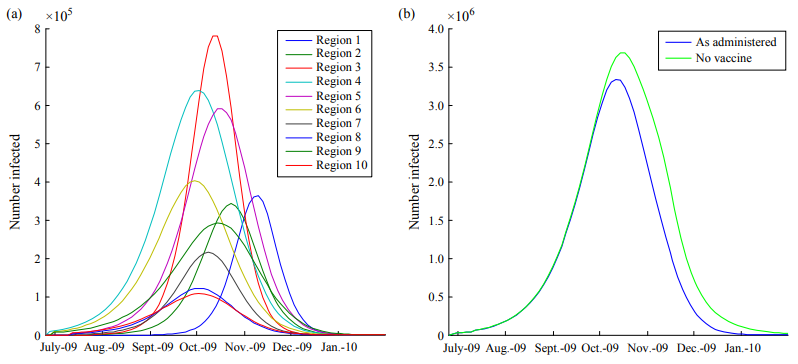 (a)
×10⁵
8
7
6
5
4
3
2
1
0
Number infected
July-09 Aug.-09 Sept.-09 Oct.-09 Nov.-09 Dec.-09 Jan.-10
Region 1
Region 2
Region 3
Region 4
Region 5
Region 6
Region 7
Region 8
Region 9
Region 10
(b)
×10⁶
4.0
3.5
3.0
2.5
2.0
1.5
1.0
0.5
0
Number infected
July-09 Aug.-09 Sept.-09 Oct.-09 Nov.-09 Dec.-09 Jan.-10
As administered
No vaccine